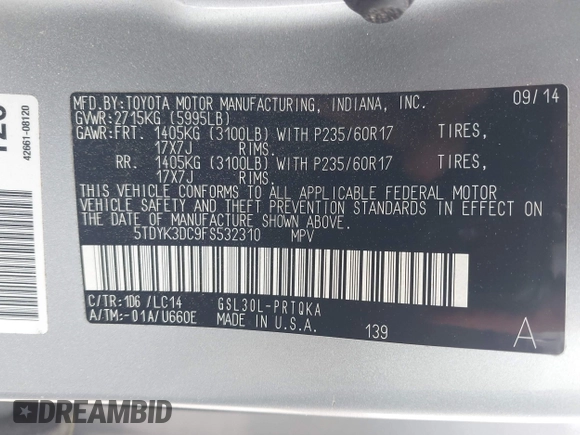 MFD.BY:TOYOTA MOTOR MANUFACTURING, INDIANA, INC. 09/14
GVWR:2715KG (5995LB)
GAWR:FRT. 1405KG (3100LB) WITH P235/60R17 TIRES,
17X7J RIMS.
RR. 1405KG (3100LB) WITH P235/60R17 TIRES,
17X7J RIMS.
THIS VEHICLE CONFORMS TO ALL APPLICABLE FEDERAL MOTOR
VEHICLE SAFETY AND THEFT PREVENTION STANDARDS IN EFFECT ON
THE DATE OF MANUFACTURE SHOWN ABOVE.
5TDYK3DC9FS532310 MPV
C/TR:1D6 /LC14 GSL30L-PRTQKA
A/TM:-01A/U660E MADE IN U.S.A. 139 A
42661-08120
DREAMBID